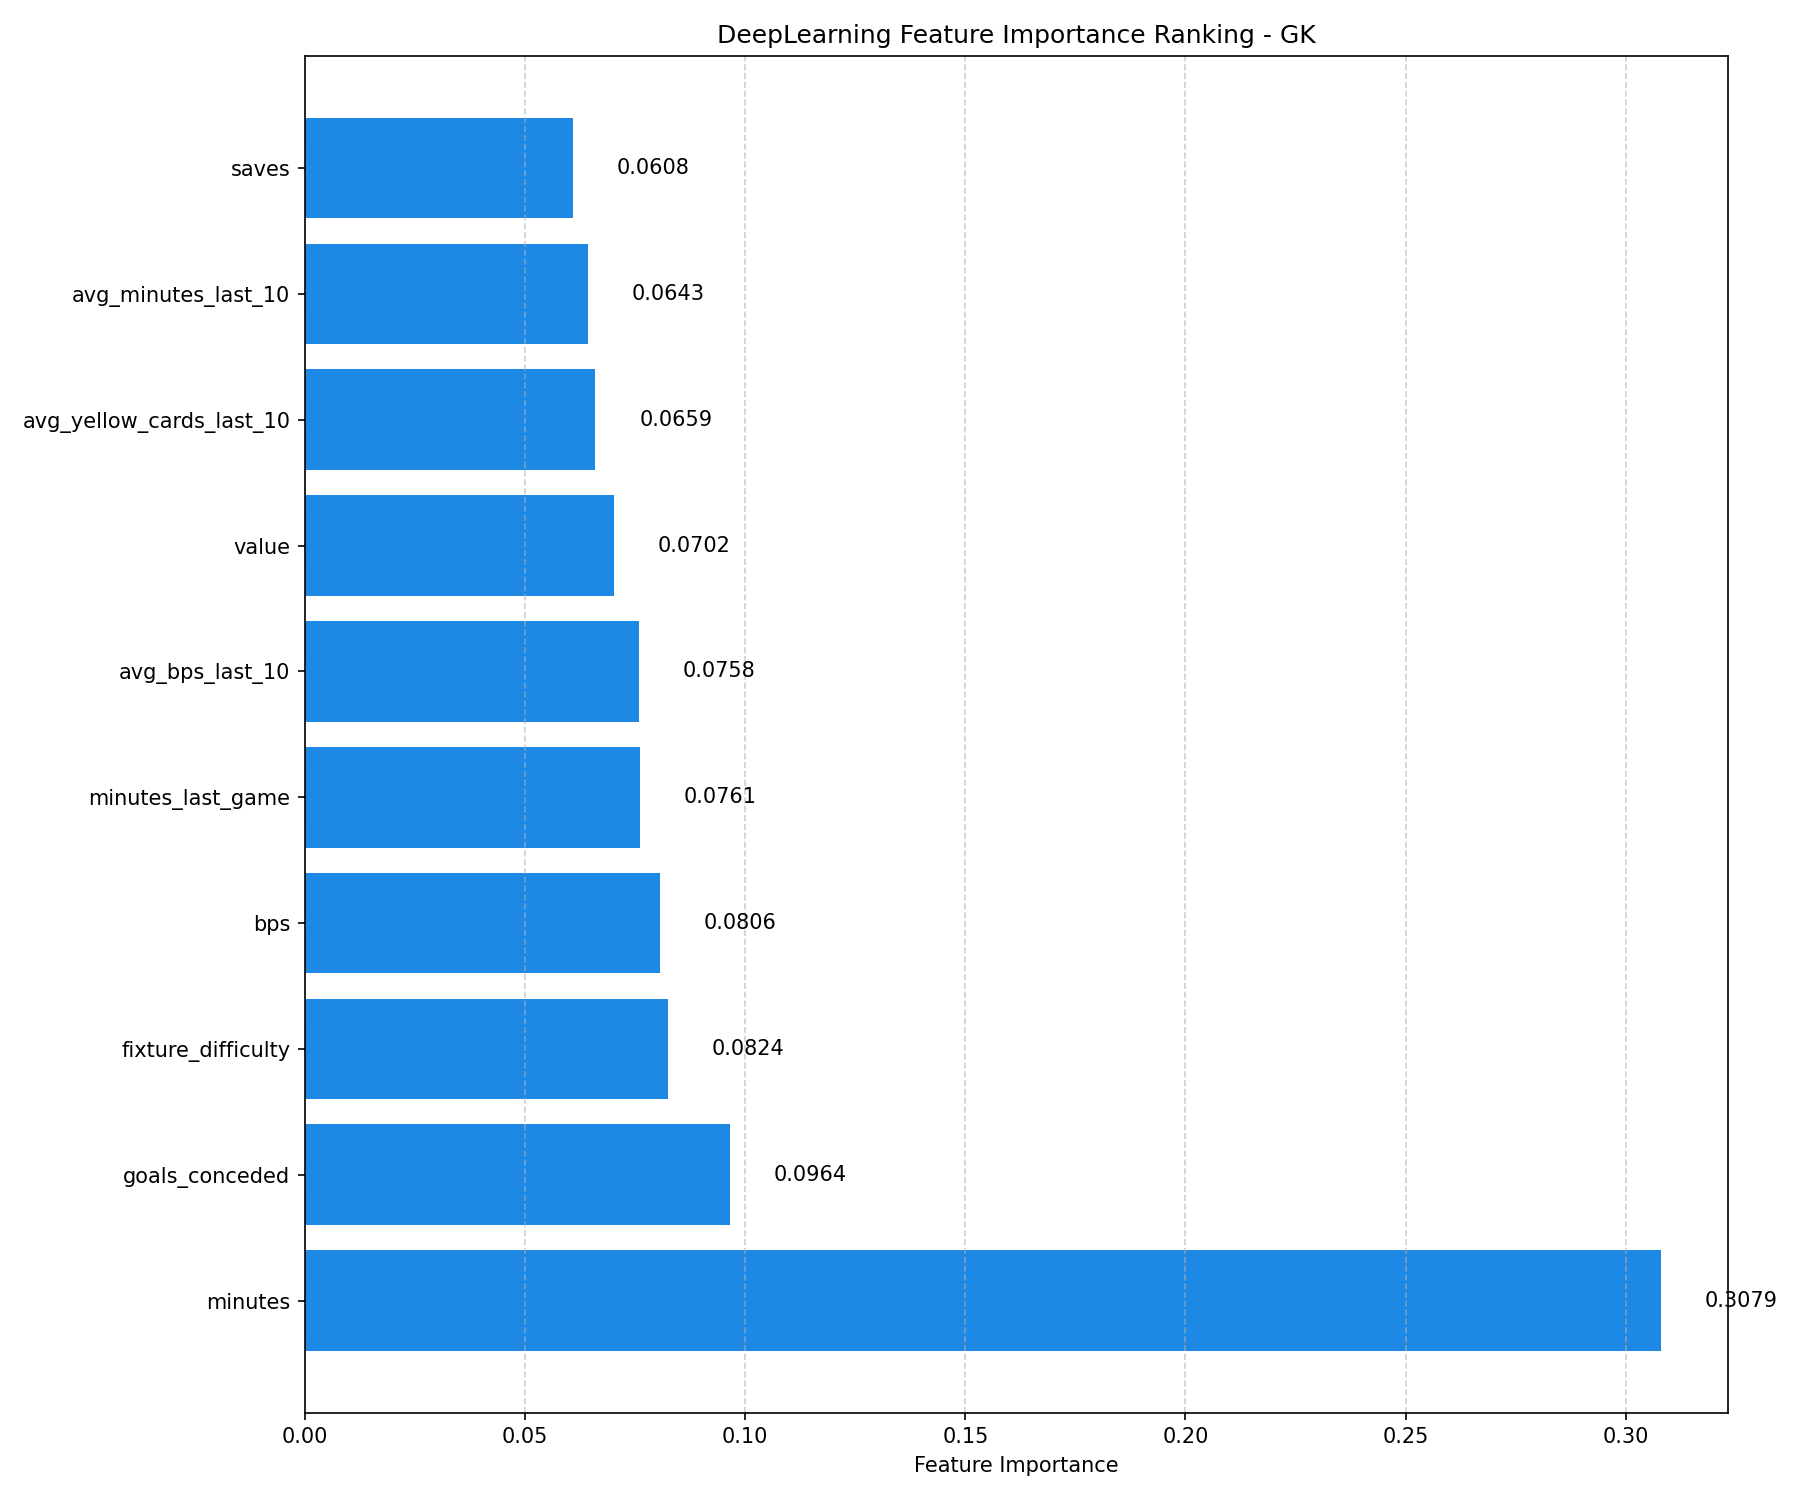 DeepLearning Feature Importance Ranking - GK
saves 0.0608
avg_minutes_last_10 0.0643
avg_yellow_cards_last_10 0.0659
value 0.0702
avg_bps_last_10 0.0758
minutes_last_game 0.0761
bps 0.0806
fixture_difficulty 0.0824
goals_conceded 0.0964
minutes 0.3079
0.00 0.05 0.10 0.15 0.20 0.25 0.30
Feature Importance